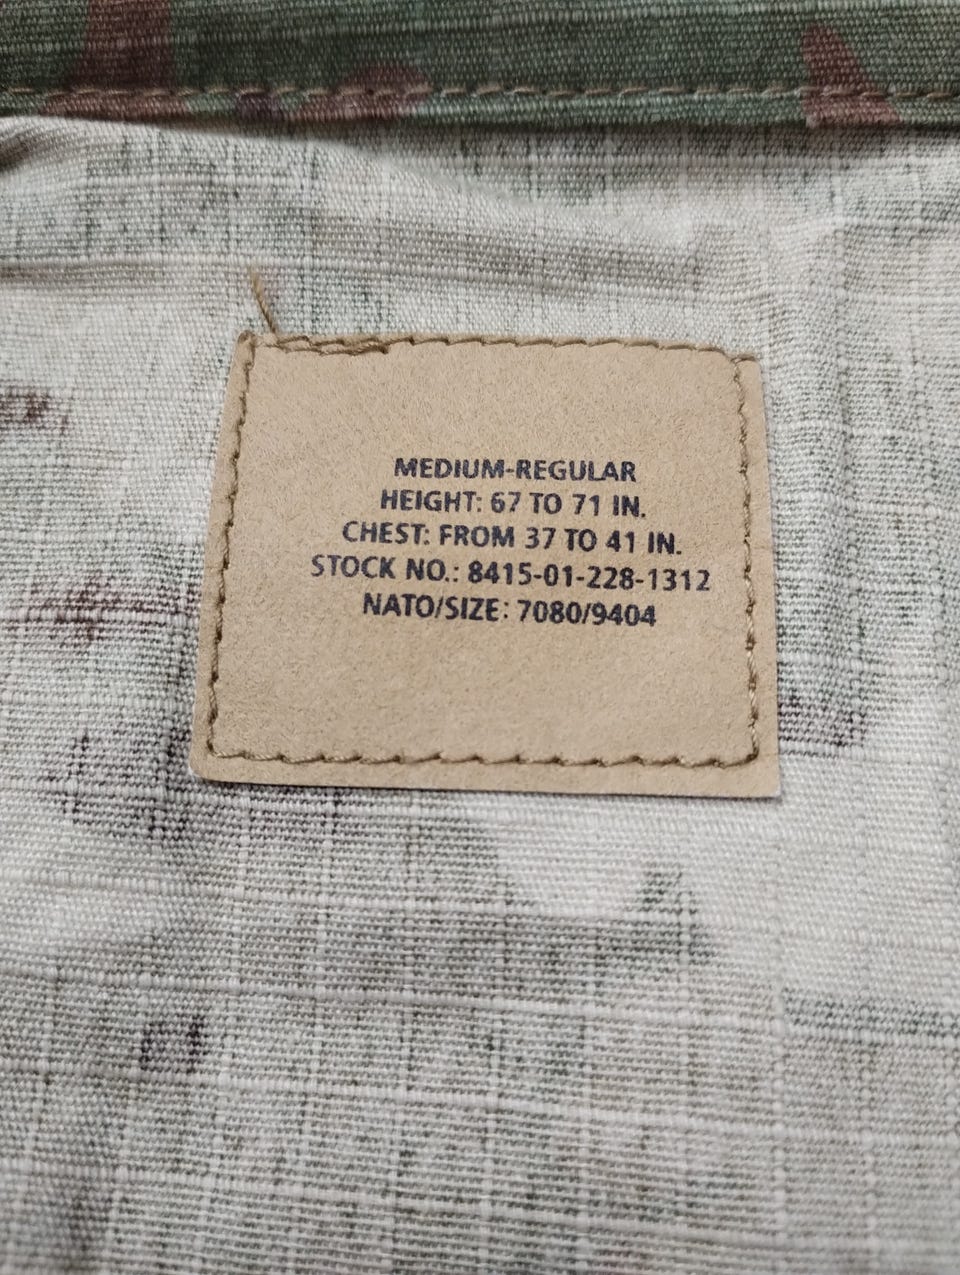 MEDIUM-REGULAR
HEIGHT: 67 TO 71 IN.
CHEST: FROM 37 TO 41 IN.
STOCK NO.: 8415-01-228-1312
NATO/SIZE: 7080/9404